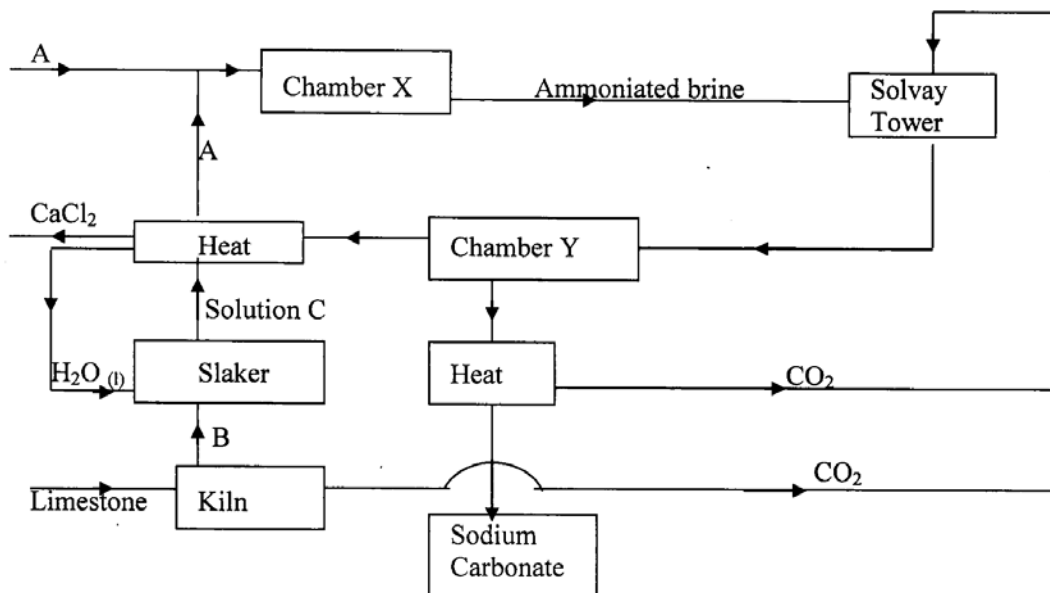 A
Chamber X
Ammoniated brine
Solvay
Tower
A
CaCl₂
Heat
Chamber Y
Solution C
H₂O (l)
Slaker
Heat
CO₂
B
CO₂
Limestone
Kiln
Sodium
Carbonate